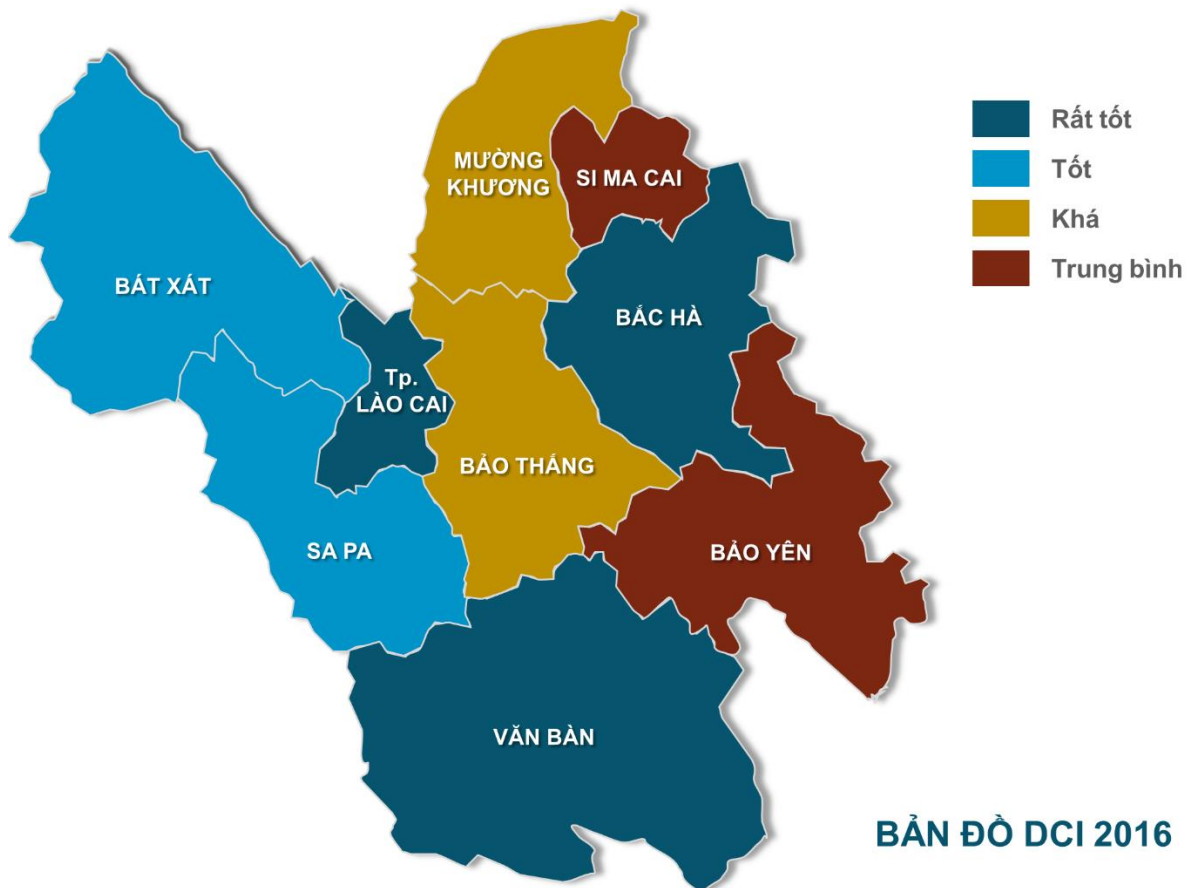 MƯỜNG
KHƯƠNG
SI MA CAI
BÁT XÁT
BẮC HÀ
Tp.
LÀO CAI
BẢO THẮNG
SA PA
BẢO YÊN
VĂN BÀN
Rất tốt
Tốt
Khá
Trung bình
BẢN ĐỒ DCI 2016